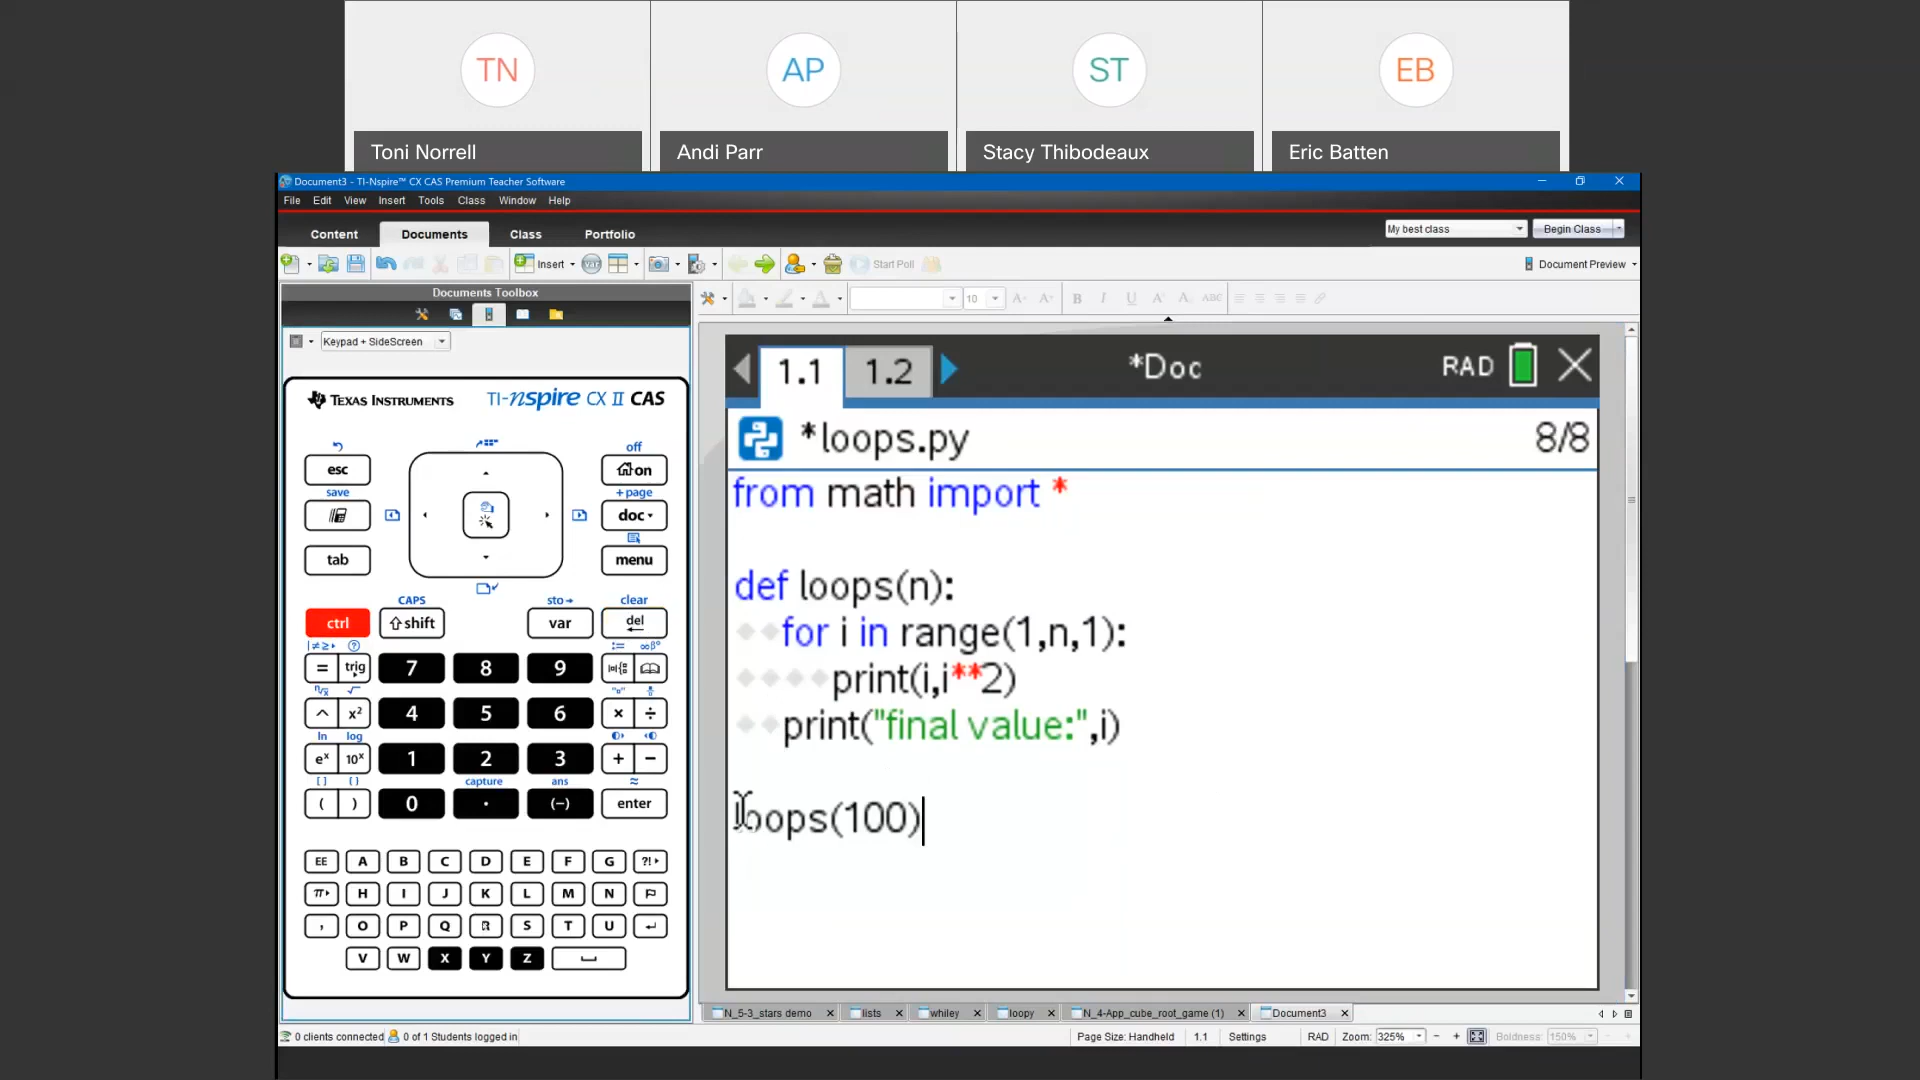 TN AP ST EB
Toni Norrell Andi Parr Stacy Thibodeaux Eric Batten
Document3 - TI-Nspire™ CX CAS Premium Teacher Software
File Edit View Insert Tools Class Window Help
Content Documents Class Portfolio
My best class Begin Class
Insert Start Poll Document Preview
Documents Toolbox
10 B I U ABC
Keypad + SideScreen
TEXAS INSTRUMENTS TI-nspire CX II CAS
off
esc on
save + page
doc
tab menu
CAPS sto→ clear
ctrl shift var del
= trig 7 8 9
^ x² 4 5 6 × ÷
ln log
eˣ 10ˣ 1 2 3 + −
[ ] { } capture ans ≈
( ) 0 . (−) enter
EE A B C D E F G ?!▸
π▸ H I J K L M N
, O P Q R S T U
V W X Y Z
1.1 1.2 *Doc RAD
*loops.py 8/8
from math import *
def loops(n):
for i in range(1,n,1):
print(i,i**2)
print("final value:",i)
loops(100)
N_5-3_stars demo lists whiley loopy N_4-App_cube_root_game (1) Document3
0 clients connected 0 of 1 Students logged in Page Size: Handheld 1.1 Settings RAD Zoom: 325% − + Boldness: 150% − +